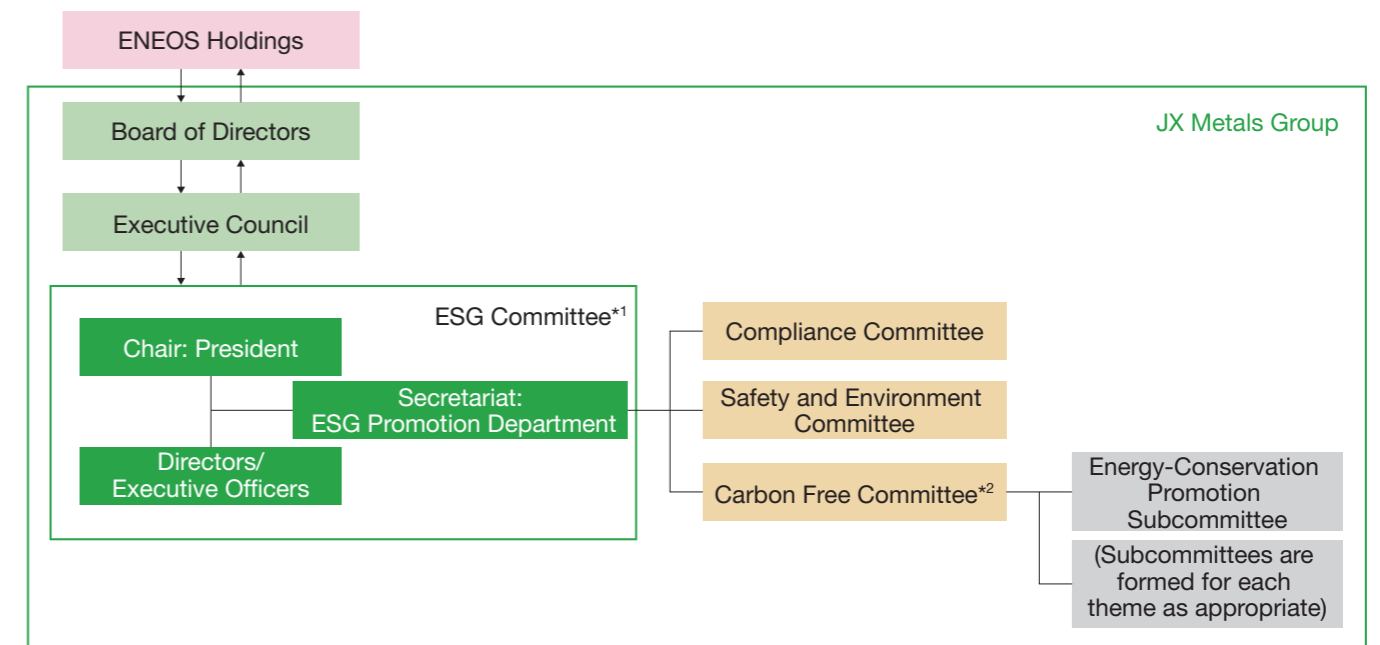 ENEOS Holdings
Board of Directors
JX Metals Group
Executive Council
ESG Committee*1
Chair: President
Secretariat:
ESG Promotion Department
Directors/
Executive Officers
Compliance Committee
Safety and Environment
Committee
Carbon Free Committee*2
Energy-Conservation
Promotion
Subcommittee
(Subcommittees are
formed for each
theme as appropriate)